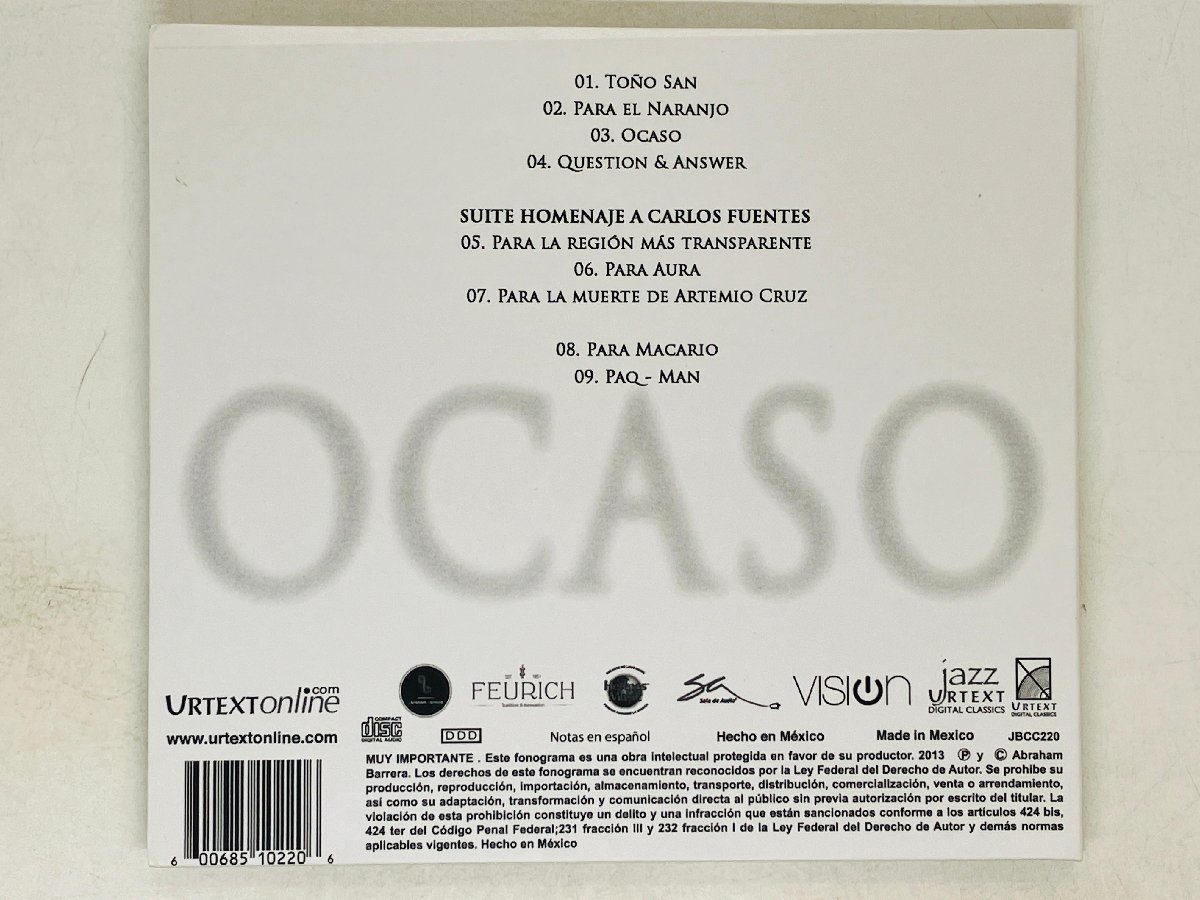 01. Toño San
02. Para el Naranjo
03. Ocaso
04. Question & Answer
SUITE HOMENAJE A CARLOS FUENTES
05. Para la región más transparente
06. Para Aura
07. Para la muerte de Artemio Cruz
08. Para Macario
09. Paq - Man
OCASO
URTEXTonline.com
FEURICH
Sala de Audio
VISION
jazz
URTEXT
DIGITAL CLASSICS
URTEXT
DIGITAL CLASSICS
www.urtextonline.com
COMPACT
disc
DIGITAL AUDIO
DDD
Notas en español
Hecho en México
Made in Mexico
JBCC220
MUY IMPORTANTE . Este fonograma es una obra intelectual protegida en favor de su productor. 2013 ℗ y © Abraham
Barrera. Los derechos de este fonograma se encuentran reconocidos por la Ley Federal del Derecho de Autor. Se prohibe su
producción, reproducción, importación, almacenamiento, transporte, distribución, comercialización, venta o arrendamiento,
así como su adaptación, transformación y comunicación directa al público sin previa autorización por escrito del titular. La
violación de esta prohibición constituye un delito y una infracción que están sancionados conforme a los artículos 424 bis,
424 ter del Código Penal Federal;231 fracción III y 232 fracción I de la Ley Federal del Derecho de Autor y demás normas
aplicables vigentes. Hecho en México
6 00685 10220 6